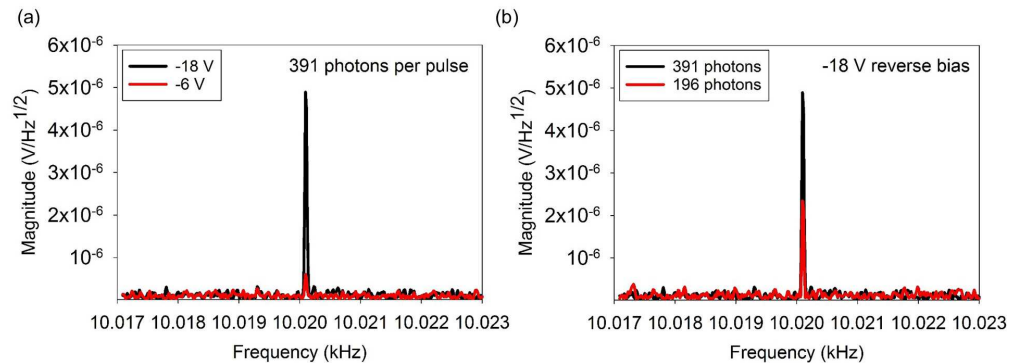 (a)
6x10-6
5x10-6
4x10-6
3x10-6
2x10-6
10-6
Magnitude (V/Hz1/2)
-18 V
-6 V
391 photons per pulse
10.017 10.018 10.019 10.020 10.021 10.022 10.023
Frequency (kHz)
(b)
6x10-6
5x10-6
4x10-6
3x10-6
2x10-6
10-6
Magnitude (V/Hz1/2)
391 photons
196 photons
-18 V reverse bias
10.017 10.018 10.019 10.020 10.021 10.022 10.023
Frequency (kHz)